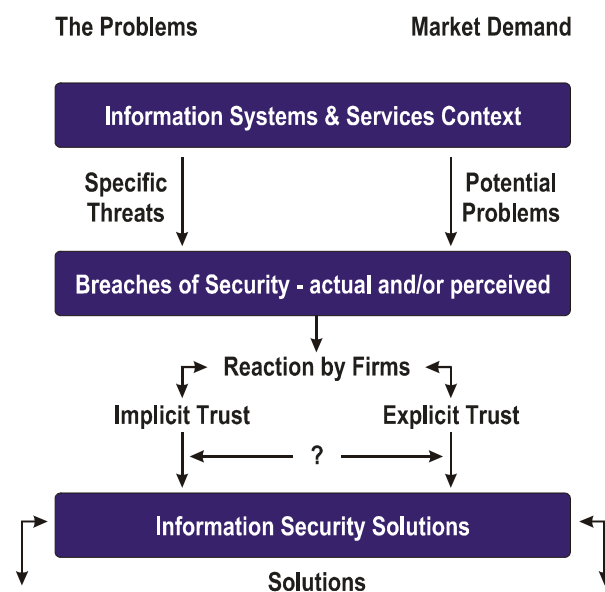 The Problems
Market Demand
Information Systems & Services Context
Specific
Threats
Potential
Problems
Breaches of Security - actual and/or perceived
Reaction by Firms
Implicit Trust
Explicit Trust
?
Information Security Solutions
Solutions